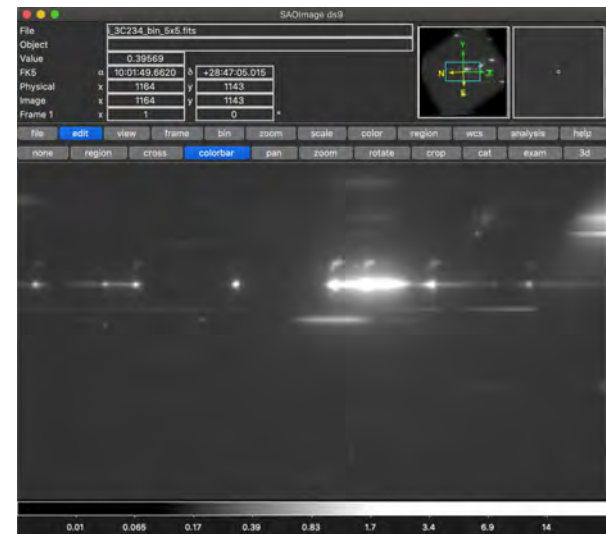 SAOImage ds9
File i_3C234_bin_5x5.fits
Object
Value 0.39569
FK5 α 10:01:49.6620 δ +28:47:05.015
Physical x 1164 y 1143
Image x 1164 y 1143
Frame 1 x 1 0 °
Y
N X
E
file edit view frame bin zoom scale color region wcs analysis help
none region cross colorbar pan zoom rotate crop cat exam 3d
0.01 0.065 0.17 0.39 0.83 1.7 3.4 6.9 14